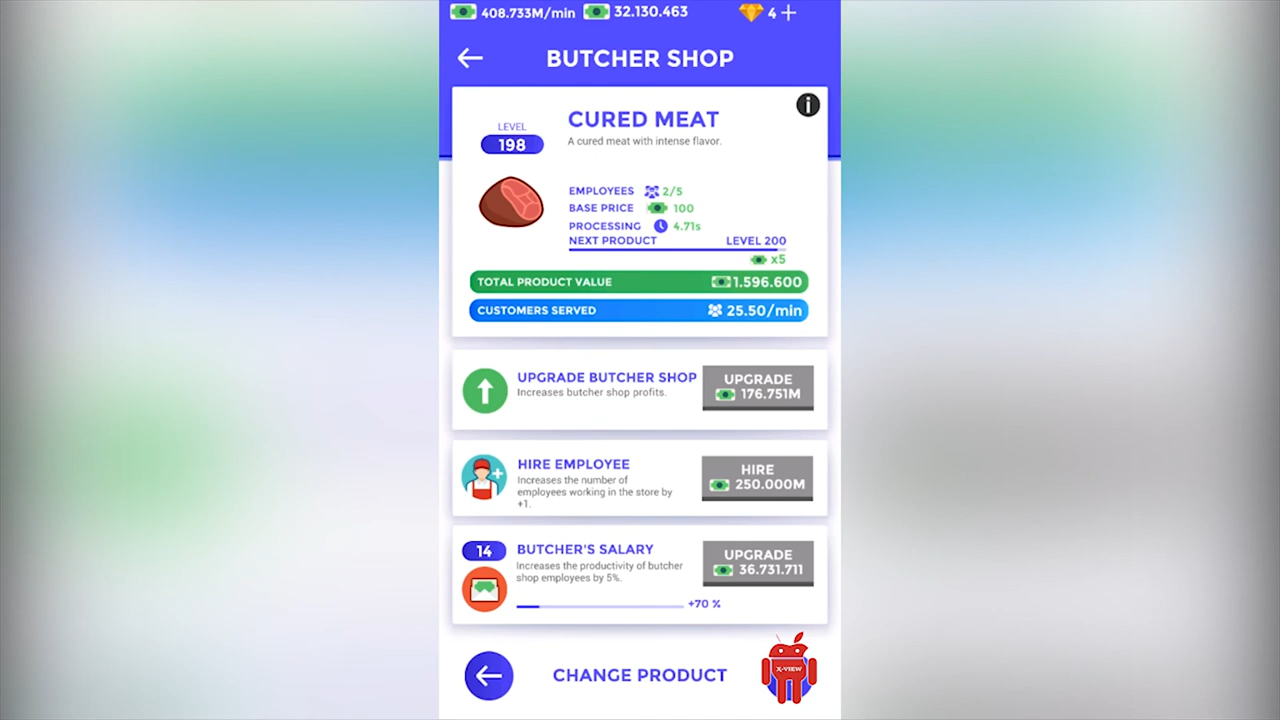 408.733M/min 32.130.463 4 +
BUTCHER SHOP
LEVEL
198
CURED MEAT
A cured meat with intense flavor.
EMPLOYEES 2/5
BASE PRICE 100
PROCESSING 4.71s
NEXT PRODUCT LEVEL 200
x5
TOTAL PRODUCT VALUE 1.596.600
CUSTOMERS SERVED 25.50/min
UPGRADE BUTCHER SHOP
Increases butcher shop profits.
UPGRADE
176.751M
HIRE EMPLOYEE
Increases the number of
employees working in the store by
+1.
HIRE
250.000M
14
BUTCHER'S SALARY
Increases the productivity of butcher
shop employees by 5%.
+70 %
UPGRADE
36.731.711
CHANGE PRODUCT
X-VIEW